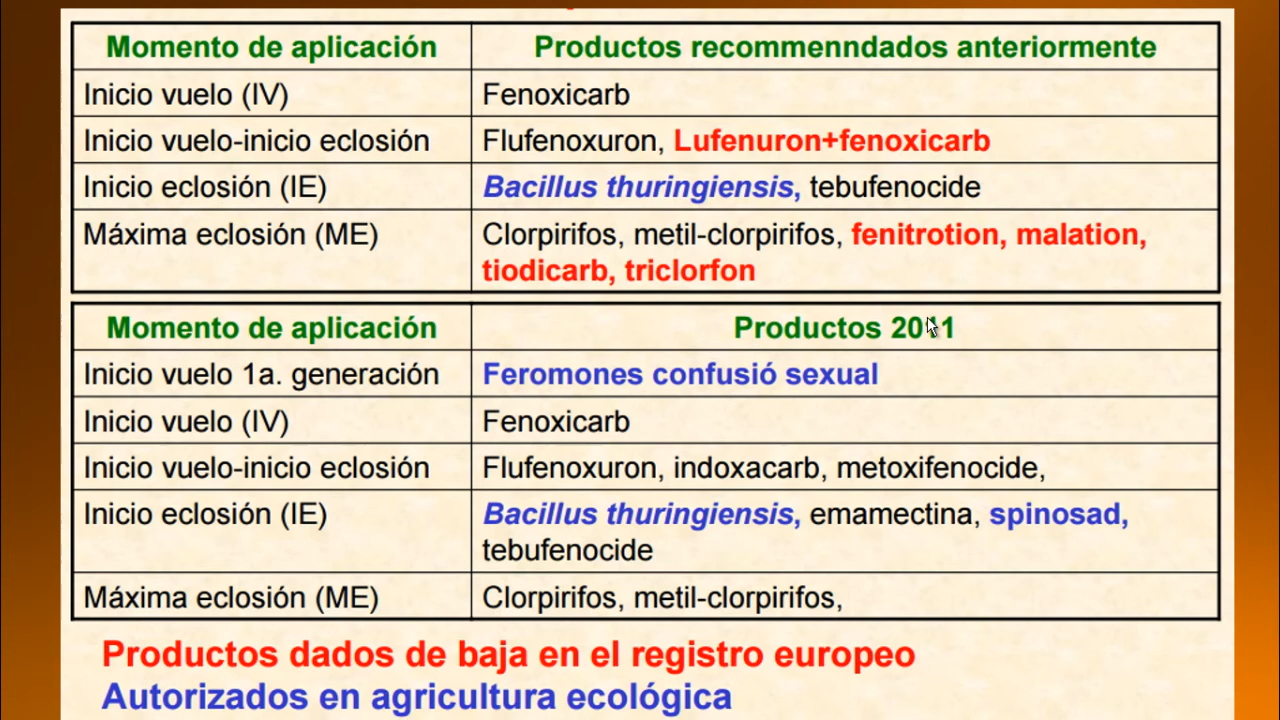 Momento de aplicación Productos recommenndados anteriormente
Inicio vuelo (IV) Fenoxicarb
Inicio vuelo-inicio eclosión Flufenoxuron, Lufenuron+fenoxicarb
Inicio eclosión (IE) Bacillus thuringiensis, tebufenocide
Máxima eclosión (ME) Clorpirifos, metil-clorpirifos, fenitrotion, malation,
tiodicarb, triclorfon
Momento de aplicación Productos 2011
Inicio vuelo 1a. generación Feromones confusió sexual
Inicio vuelo (IV) Fenoxicarb
Inicio vuelo-inicio eclosión Flufenoxuron, indoxacarb, metoxifenocide,
Inicio eclosión (IE) Bacillus thuringiensis, emamectina, spinosad,
tebufenocide
Máxima eclosión (ME) Clorpirifos, metil-clorpirifos,
Productos dados de baja en el registro europeo
Autorizados en agricultura ecológica